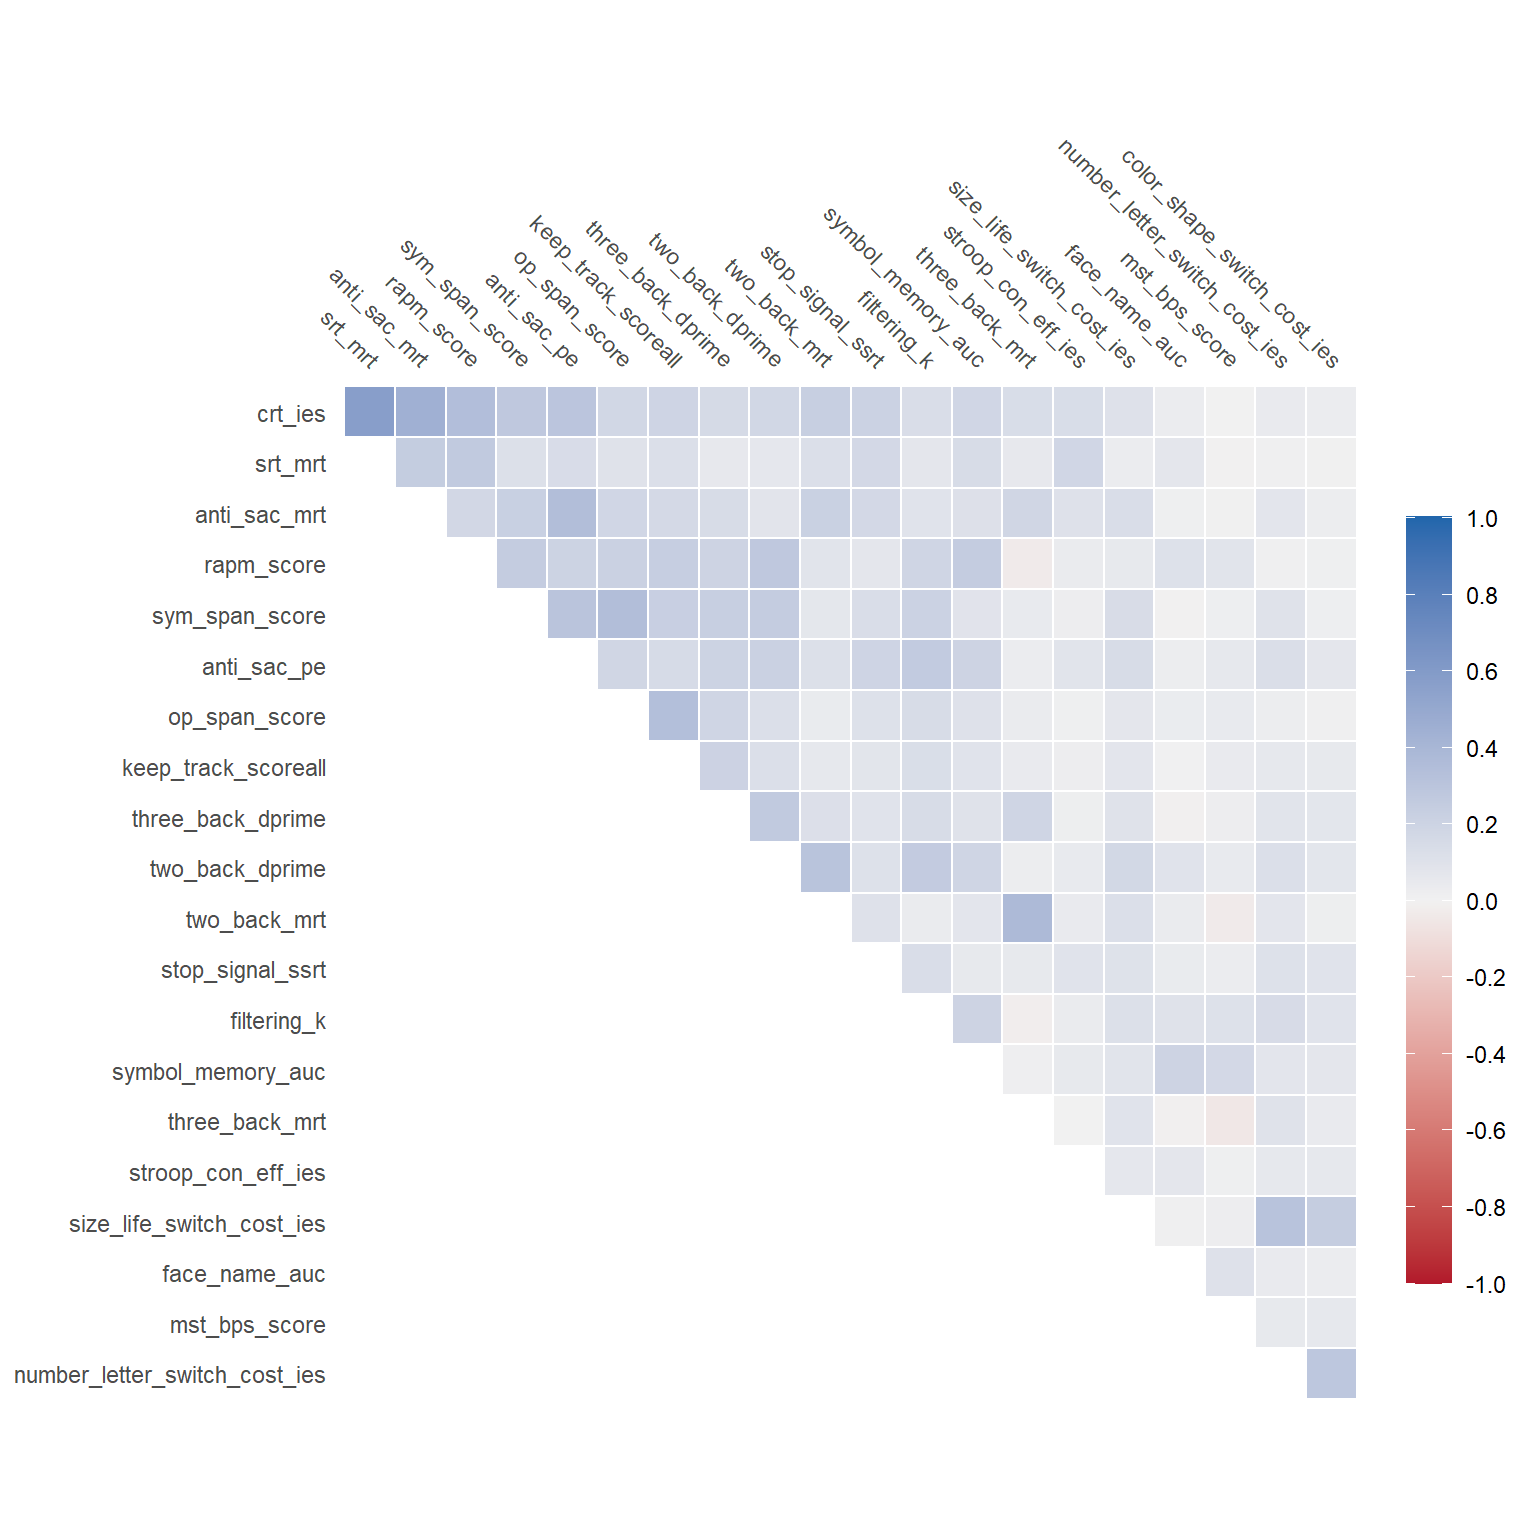 srt_mrt
anti_sac_mrt
rapm_score
sym_span_score
anti_sac_pe
op_span_score
keep_track_scoreall
three_back_dprime
two_back_dprime
two_back_mrt
stop_signal_ssrt
filtering_k
symbol_memory_auc
three_back_mrt
stroop_con_eff_ies
size_life_switch_cost_ies
face_name_auc
mst_bps_score
number_letter_switch_cost_ies
color_shape_switch_cost_ies
crt_ies
srt_mrt
anti_sac_mrt
rapm_score
sym_span_score
anti_sac_pe
op_span_score
keep_track_scoreall
three_back_dprime
two_back_dprime
two_back_mrt
stop_signal_ssrt
filtering_k
symbol_memory_auc
three_back_mrt
stroop_con_eff_ies
size_life_switch_cost_ies
face_name_auc
mst_bps_score
number_letter_switch_cost_ies
1.0
0.8
0.6
0.4
0.2
0.0
-0.2
-0.4
-0.6
-0.8
-1.0